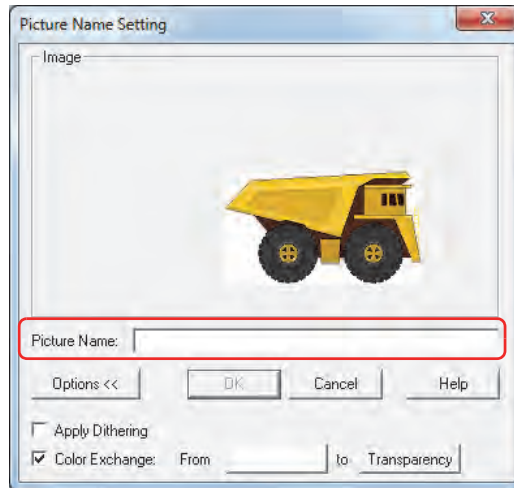 Picture Name Setting
Image
Picture Name:
Options << OK Cancel Help
Apply Dithering
Color Exchange: From to Transparency